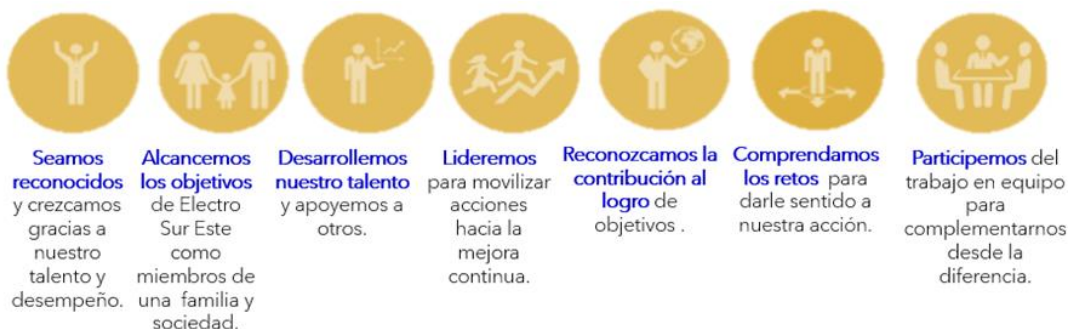 Seamos
reconocidos
y crezcamos
gracias a
nuestro
talento y
desempeño.
Alcancemos
los objetivos
de Electro
Sur Este
como
miembros de
una familia y
sociedad.
Desarrollemos
nuestro talento
y apoyemos a
otros.
Lideremos
para movilizar
acciones
hacia la
mejora
continua.
Reconozcamos la
contribución al
logro de
objetivos .
Comprendamos
los retos para
darle sentido a
nuestra acción.
Participemos del
trabajo en equipo
para
complementarnos
desde la
diferencia.